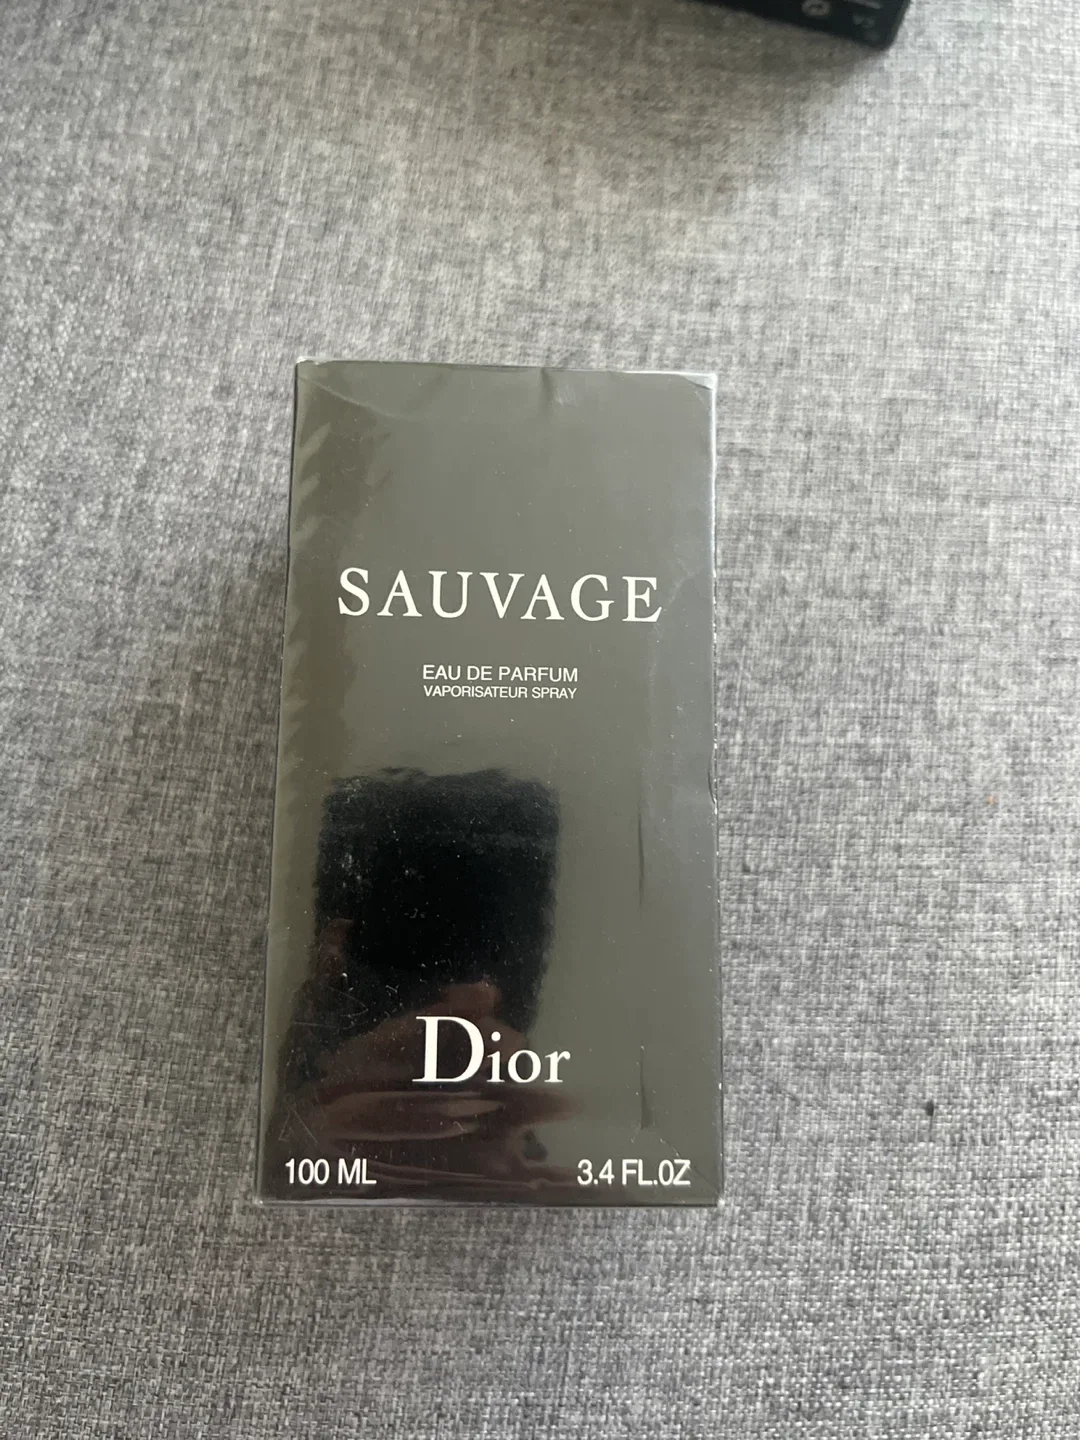 SAUVAGE
EAU DE PARFUM
VAPORISATEUR SPRAY
Dior
100 ML 3.4 FL.OZ